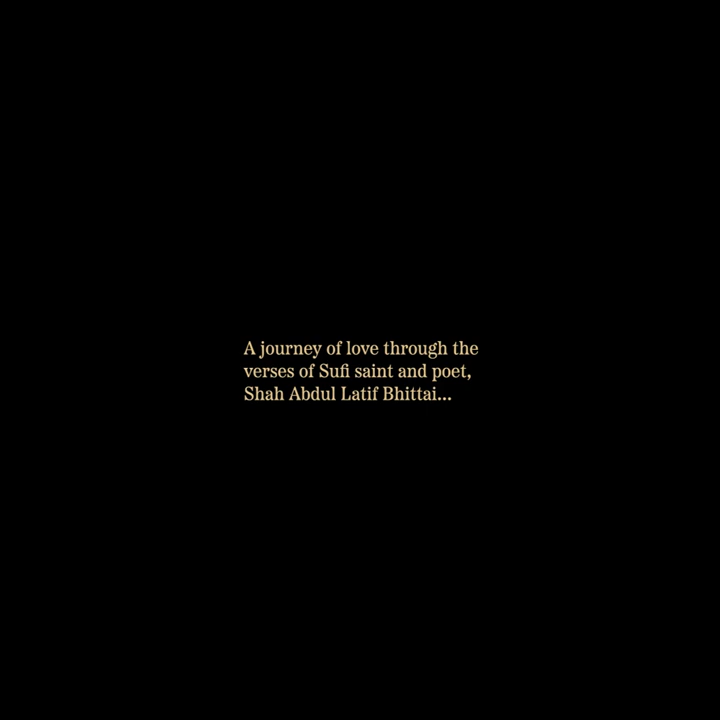 A journey of love through the
verses of Sufi saint and poet,
Shah Abdul Latif Bhittai...